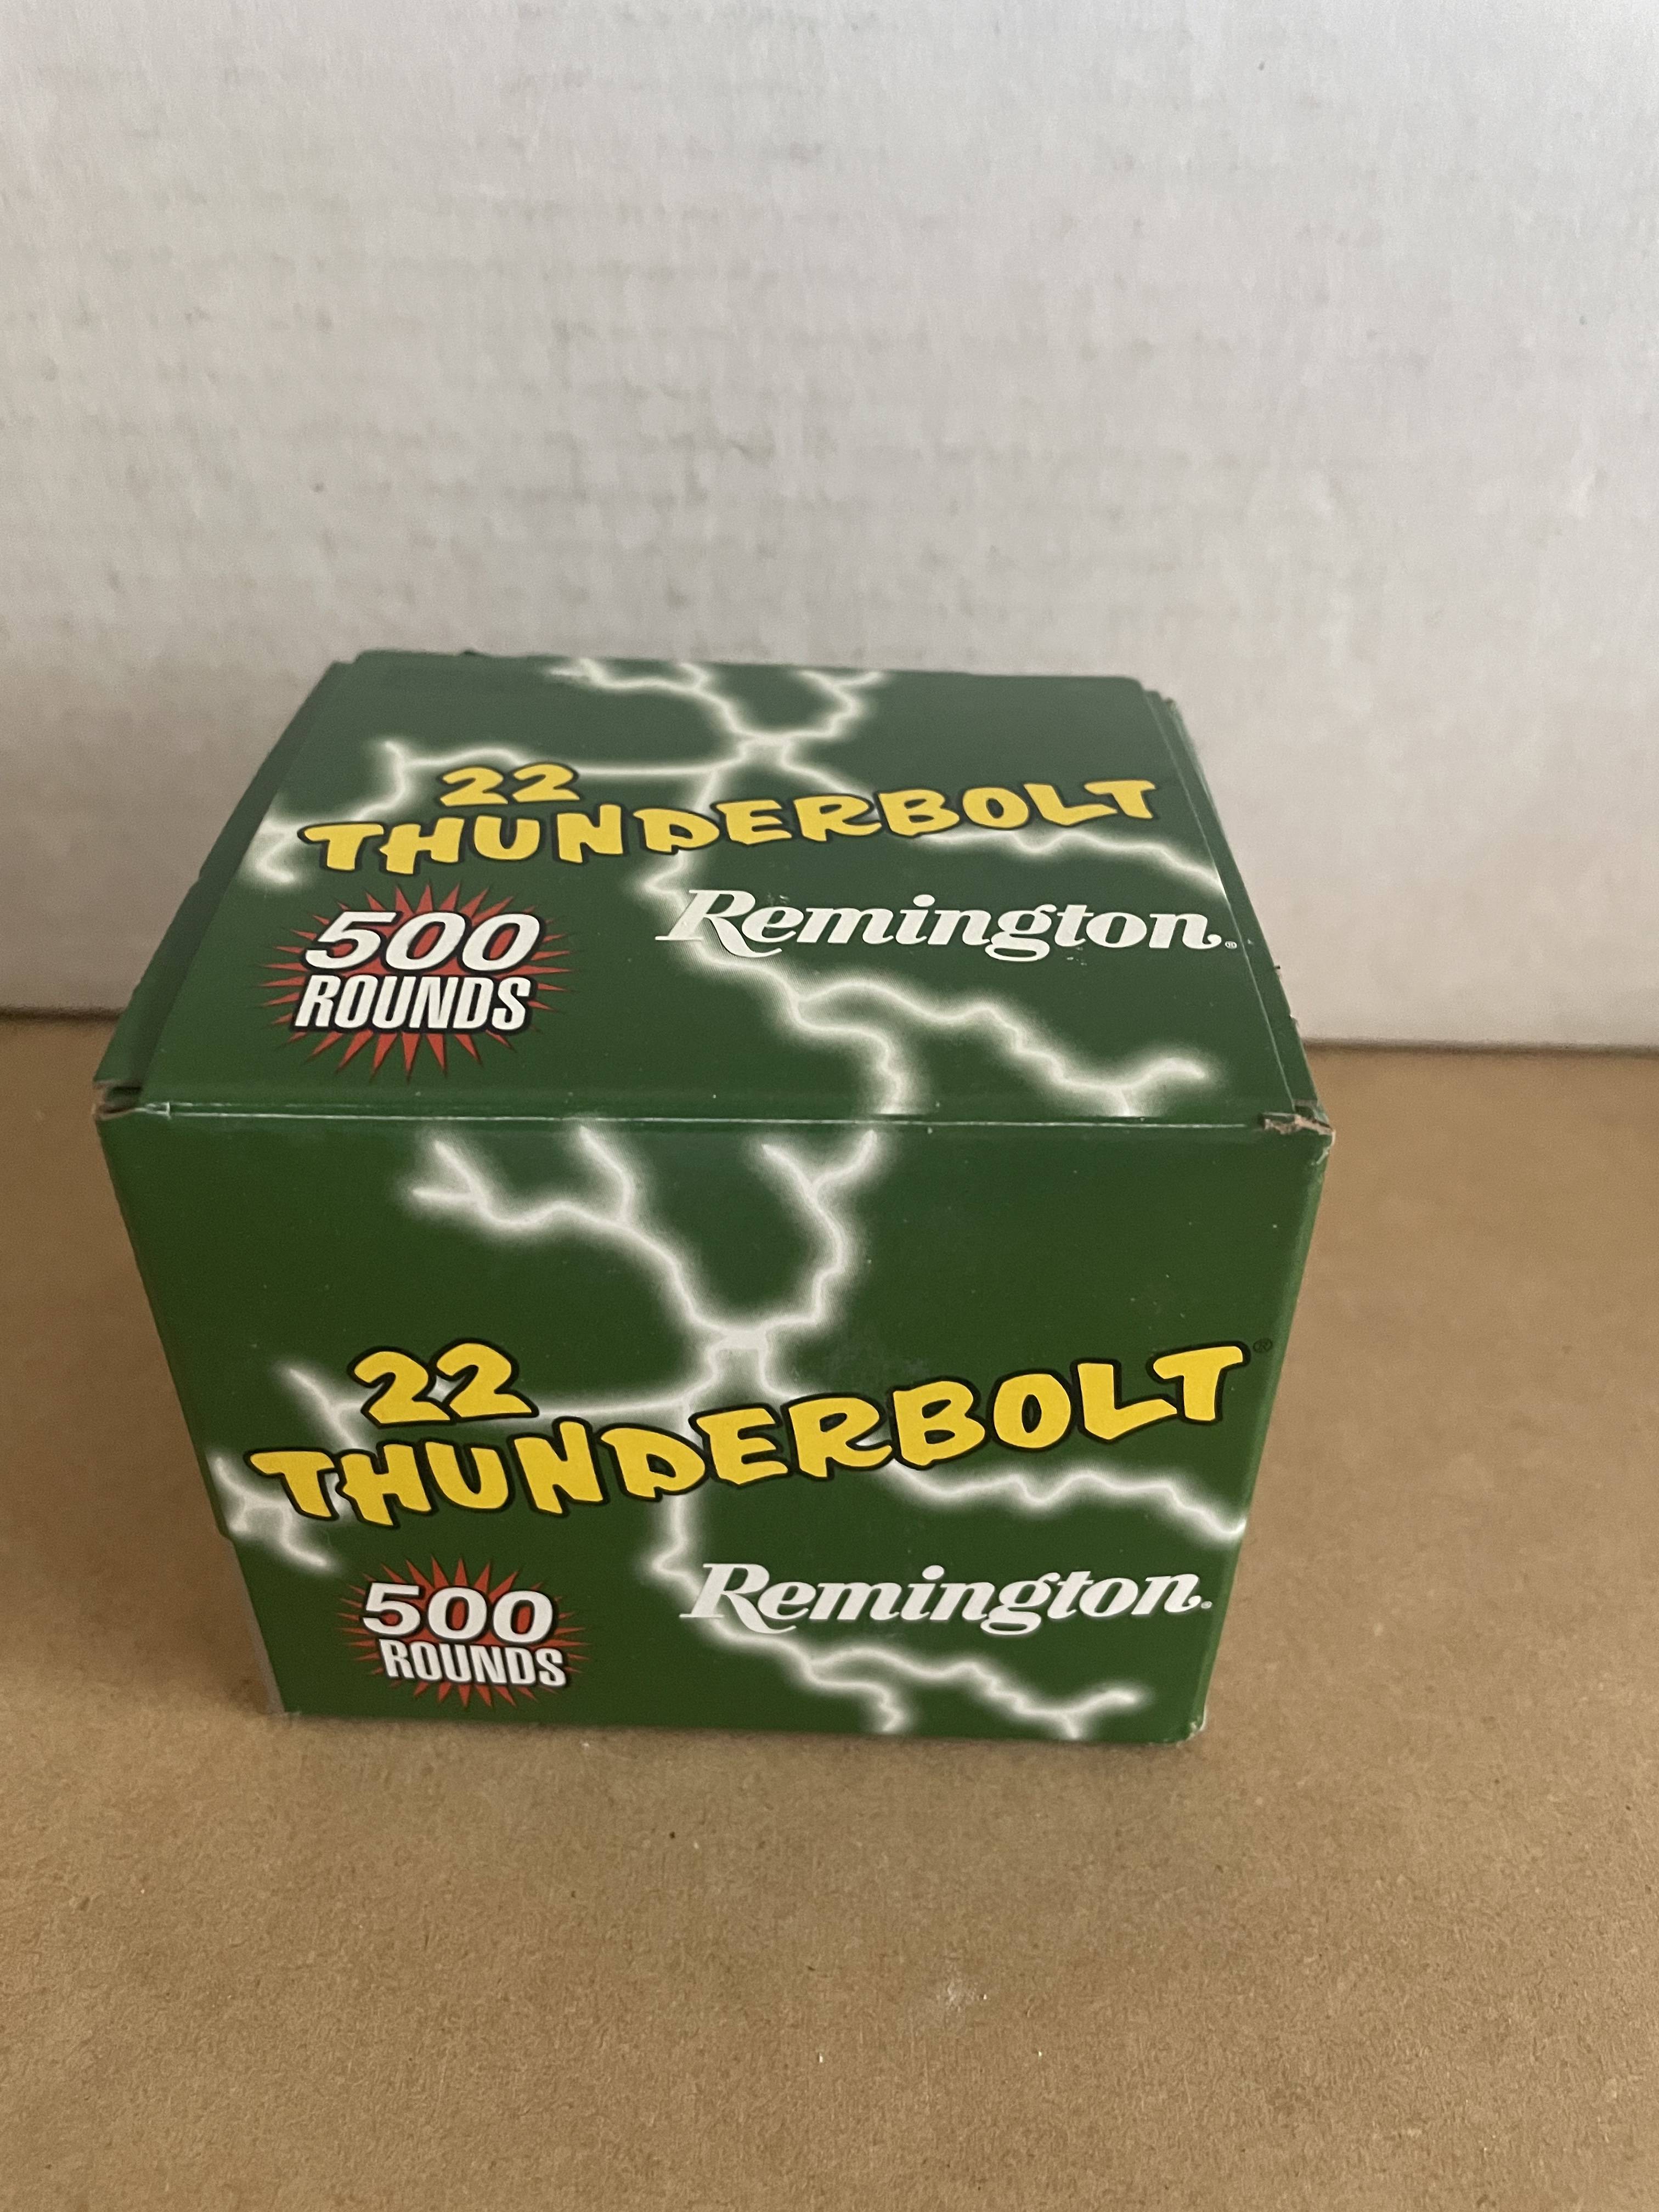 22
THUNDERBOLT
500
ROUNDS
Remington®
22
THUNDERBOLT®
500
ROUNDS
Remington®